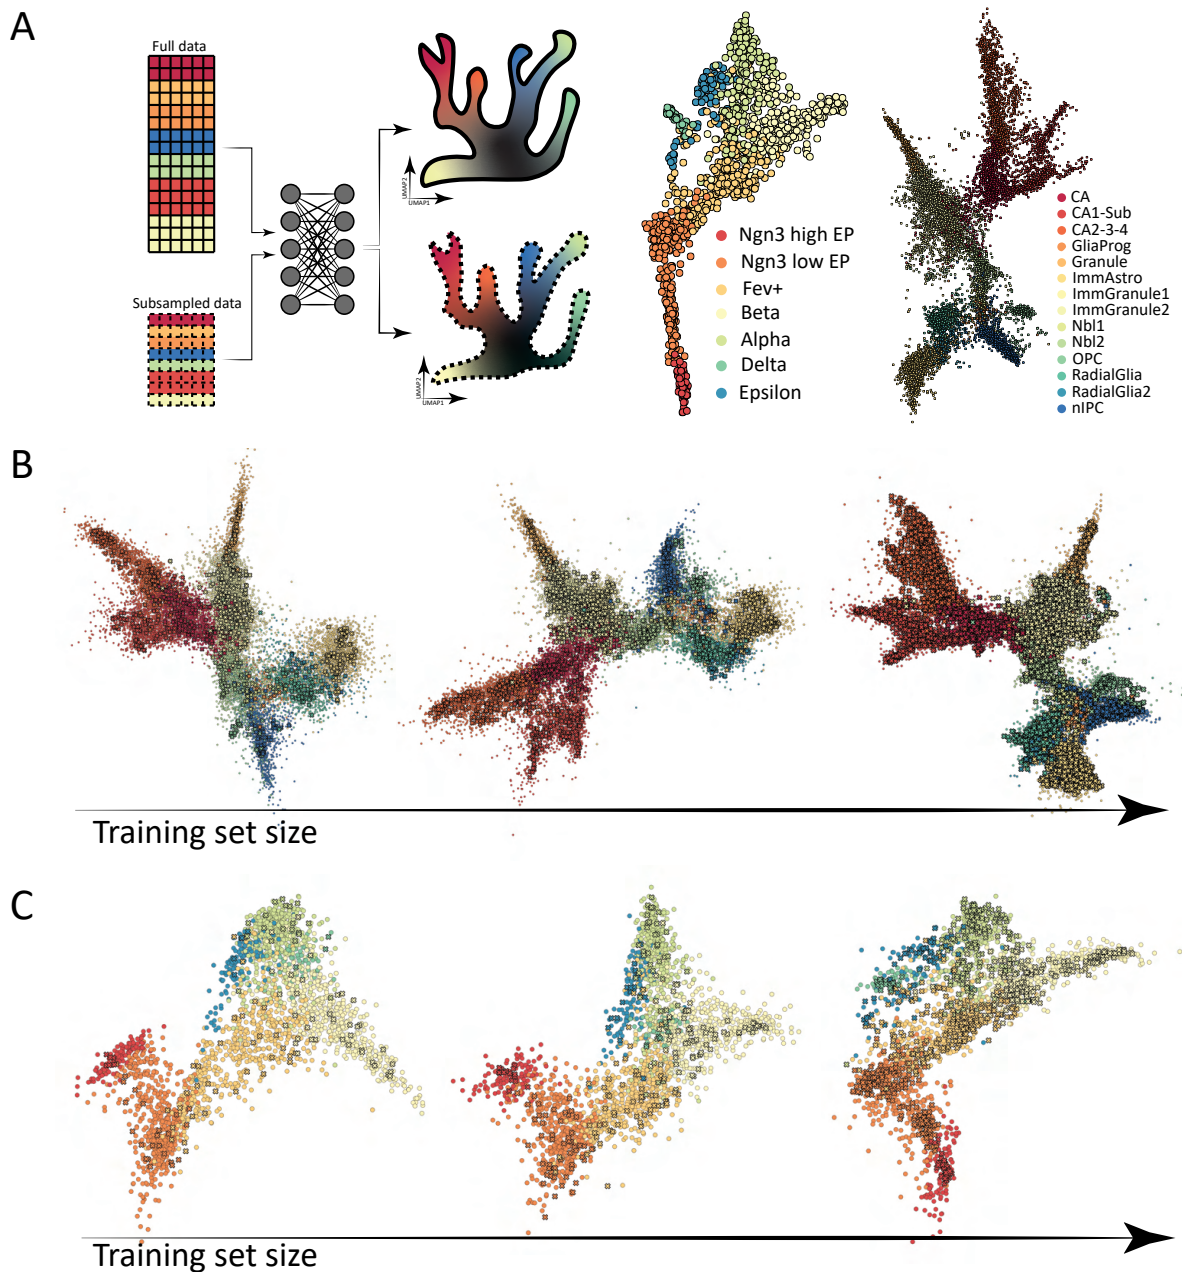 A
Full data
Subsampled data
UMAP2
UMAP1
UMAP2
UMAP1
Ngn3 high EP
Ngn3 low EP
Fev+
Beta
Alpha
Delta
Epsilon
CA
CA1-Sub
CA2-3-4
GliaProg
Granule
ImmAstro
ImmGranule1
ImmGranule2
Nbl1
Nbl2
OPC
RadialGlia
RadialGlia2
nIPC
B
Training set size
C
Training set size